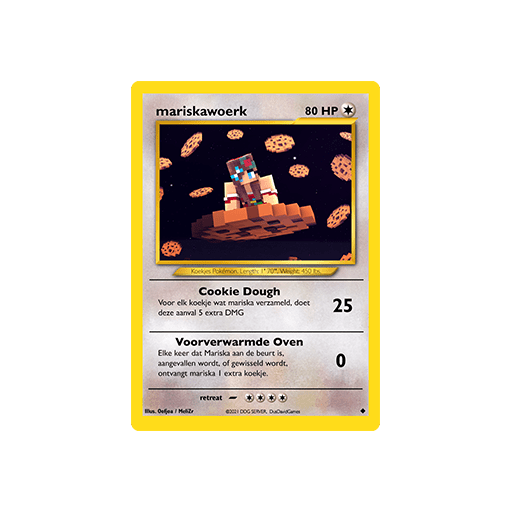 mariskawoerk 80 HP
Koekjes Pokémon. Length: 1' 70", Weight: 450 lbs.
Cookie Dough
Voor elk koekje wat mariska verzameld, doet
deze aanval 5 extra DMG
25
Voorverwarmde Oven
Elke keer dat Mariska aan de beurt is,
aangevallen wordt, of gewisseld wordt,
ontvangt mariska 1 extra koekje.
0
retreat
Illus. / MeliZr
©2021 DDG SERVER,